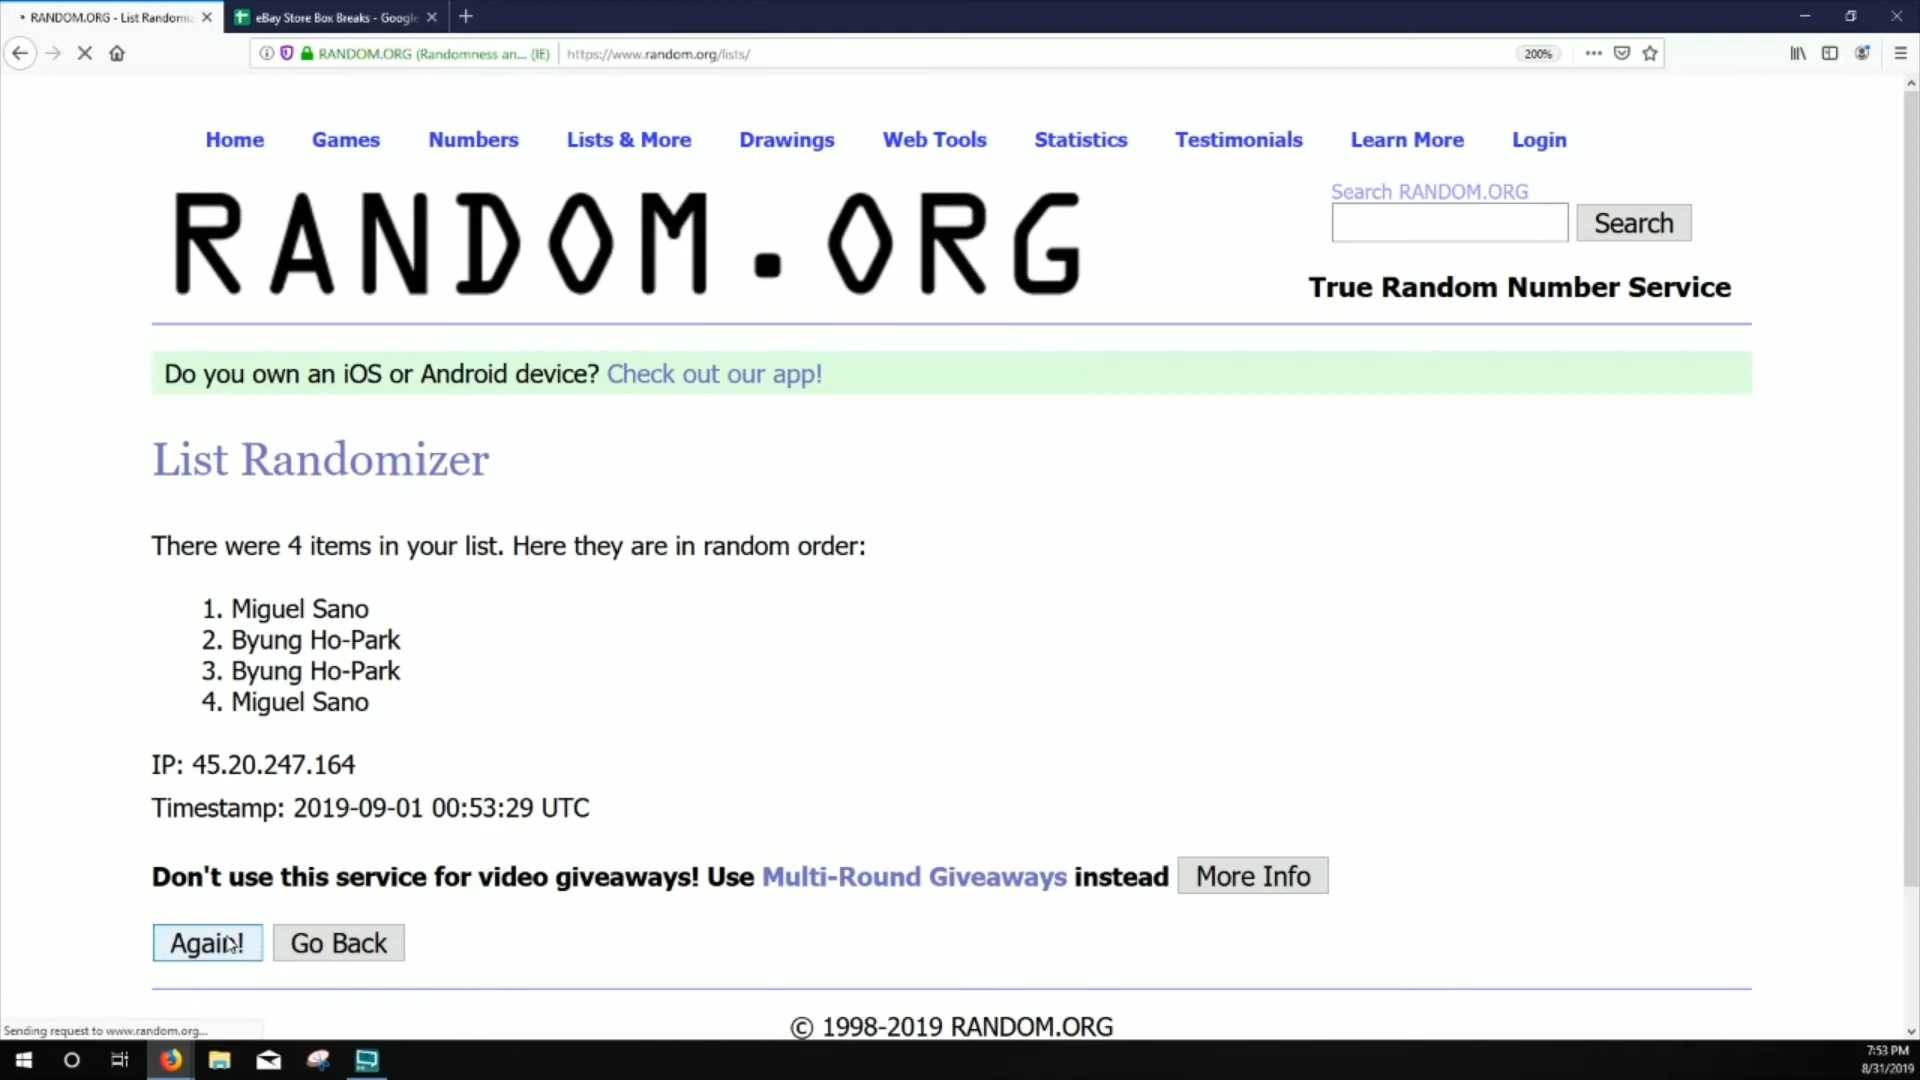 RANDOM.ORG - List Randomiz
eBay Store Box Breaks - Google
RANDOM.ORG (Randomness an... (IE)
https://www.random.org/lists/
200%
Home Games Numbers Lists & More Drawings Web Tools Statistics Testimonials Learn More Login
RANDOM.ORG
Search RANDOM.ORG
Search
True Random Number Service
Do you own an iOS or Android device? Check out our app!
List Randomizer
There were 4 items in your list. Here they are in random order:
1. Miguel Sano
2. Byung Ho-Park
3. Byung Ho-Park
4. Miguel Sano
IP: 45.20.247.164
Timestamp: 2019-09-01 00:53:29 UTC
Don't use this service for video giveaways! Use Multi-Round Giveaways instead More Info
Again! Go Back
© 1998-2019 RANDOM.ORG
Sending request to www.random.org...
7:53 PM
8/31/2019